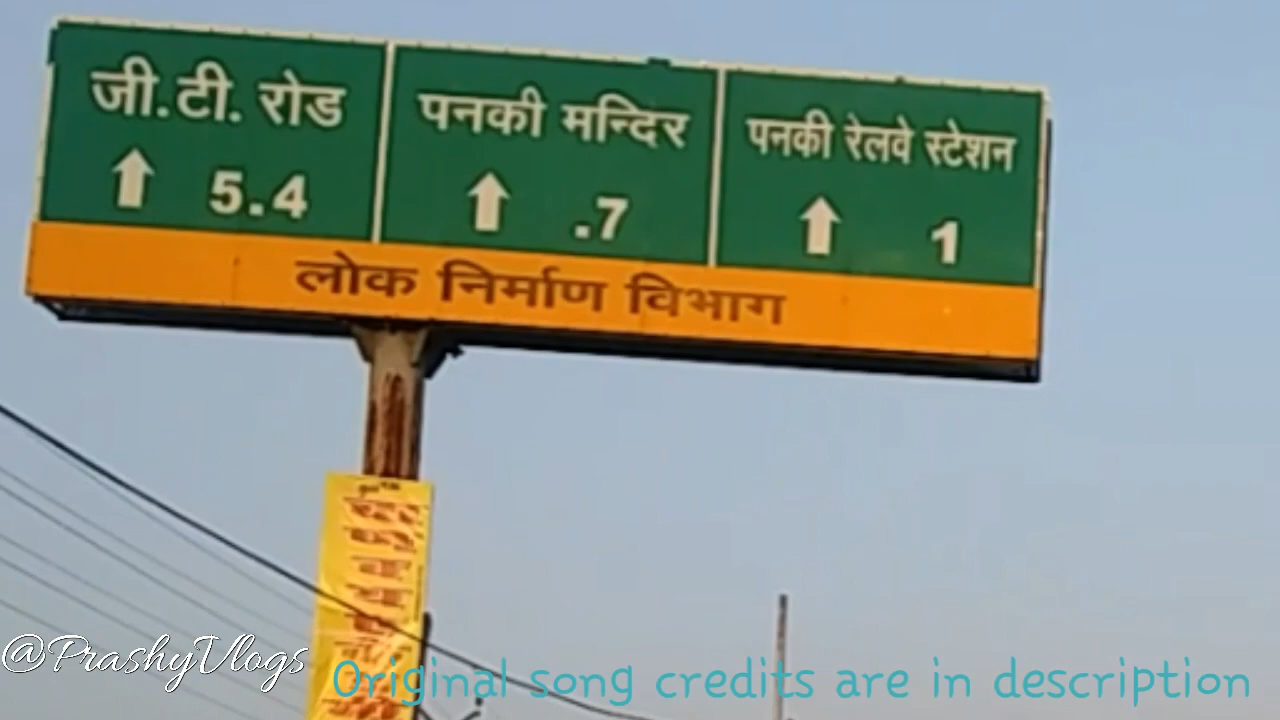 जी.टी. रोड
5.4
पनकी मन्दिर
.7
पनकी रेलवे स्टेशन
1
लोक निर्माण विभाग
@PrashyVlogs
Original song credits are in description